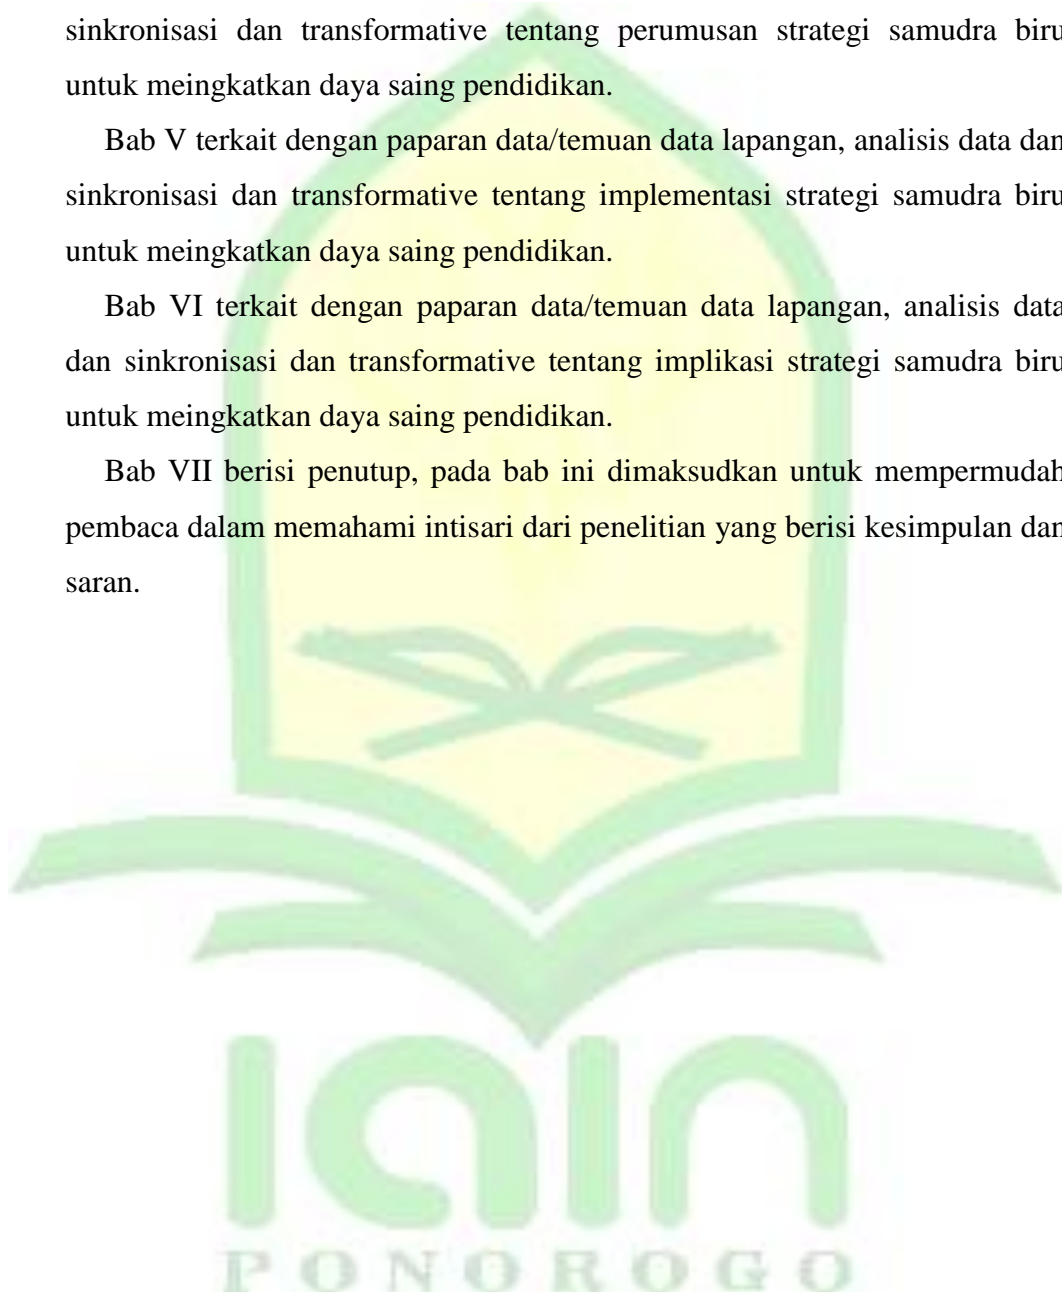 sinkronisasi dan transformative tentang perumusan strategi samudra biru
untuk meingkatkan daya saing pendidikan.
Bab V terkait dengan paparan data/temuan data lapangan, analisis data dan
sinkronisasi dan transformative tentang implementasi strategi samudra biru
untuk meingkatkan daya saing pendidikan.
Bab VI terkait dengan paparan data/temuan data lapangan, analisis data
dan sinkronisasi dan transformative tentang implikasi strategi samudra biru
untuk meingkatkan daya saing pendidikan.
Bab VII berisi penutup, pada bab ini dimaksudkan untuk mempermudah
pembaca dalam memahami intisari dari penelitian yang berisi kesimpulan dan
saran.
iain
PONOROGO